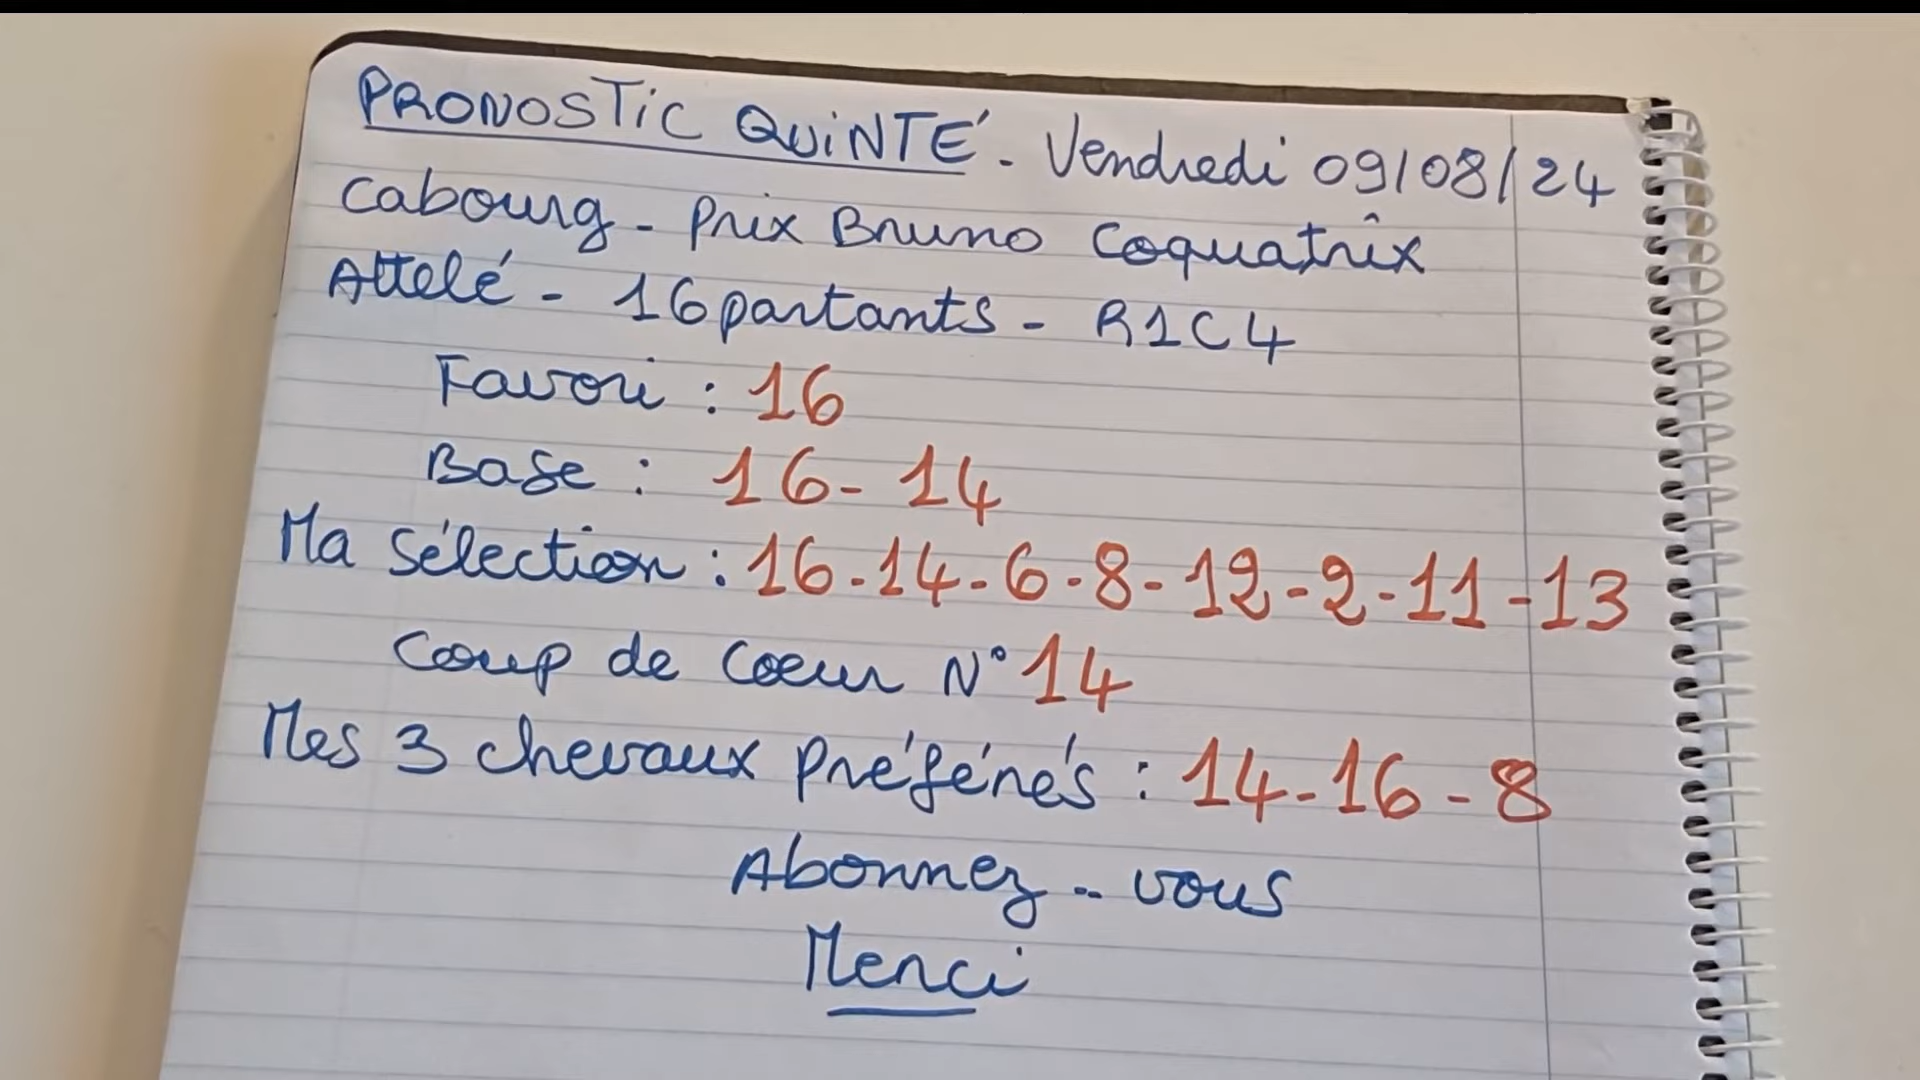 PRONOSTiC QUiNTÉ - Vendredi 09/08/24
Cabourg - Prix Bruno Coquatrîx
Attelé - 16 partants - R1C4
Favori : 16
Base : 16 - 14
Ma sélection : 16 - 14 - 6 - 8 - 12 - 2 - 11 - 13
Coup de Coeur N° 14
Mes 3 chevaux préférés : 14 - 16 - 8
Abonnez - vous
Merci